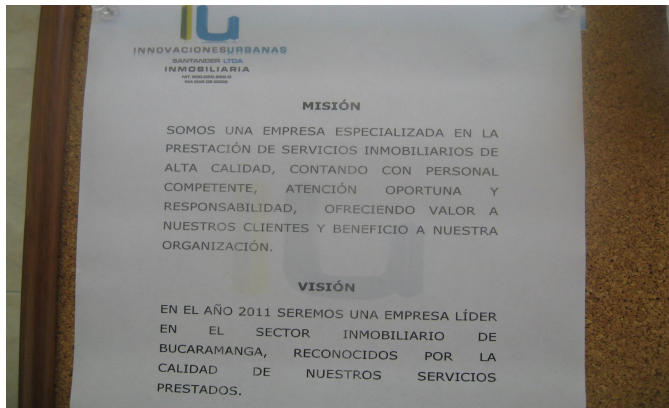 INNOVACIONESURBANAS
SANTANDER LTDA
INMOBILIARIA
MISIÓN
SOMOS UNA EMPRESA ESPECIALIZADA EN LA
PRESTACIÓN DE SERVICIOS INMOBILIARIOS DE
ALTA CALIDAD, CONTANDO CON PERSONAL
COMPETENTE, ATENCIÓN OPORTUNA Y
RESPONSABILIDAD, OFRECIENDO VALOR A
NUESTROS CLIENTES Y BENEFICIO A NUESTRA
ORGANIZACIÓN.
VISIÓN
EN EL AÑO 2011 SEREMOS UNA EMPRESA LÍDER
EN EL SECTOR INMOBILIARIO DE
BUCARAMANGA, RECONOCIDOS POR LA
CALIDAD DE NUESTROS SERVICIOS
PRESTADOS.